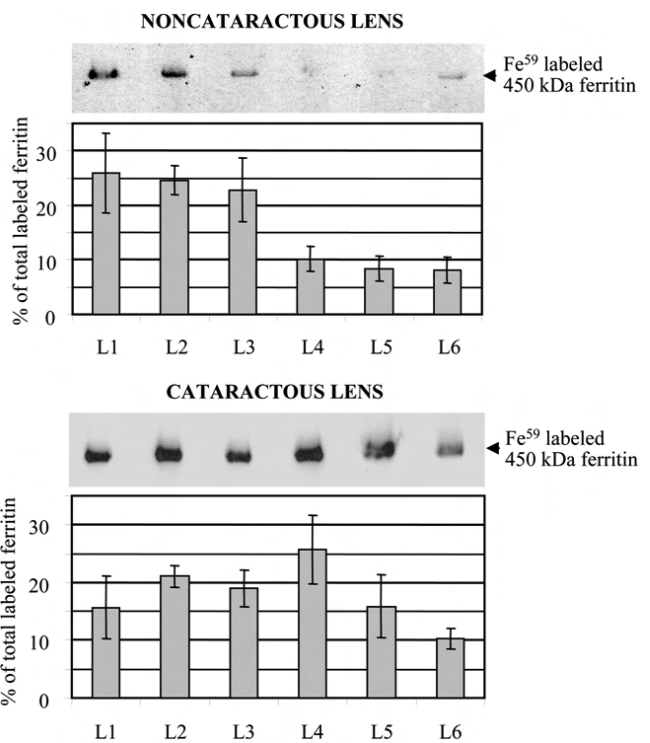 NONCATARACTOUS LENS
Fe⁵⁹ labeled
450 kDa ferritin
% of total labeled ferritin
30
20
10
0
L1 L2 L3 L4 L5 L6
CATARACTOUS LENS
Fe⁵⁹ labeled
450 kDa ferritin
% of total labeled ferritin
30
20
10
0
L1 L2 L3 L4 L5 L6